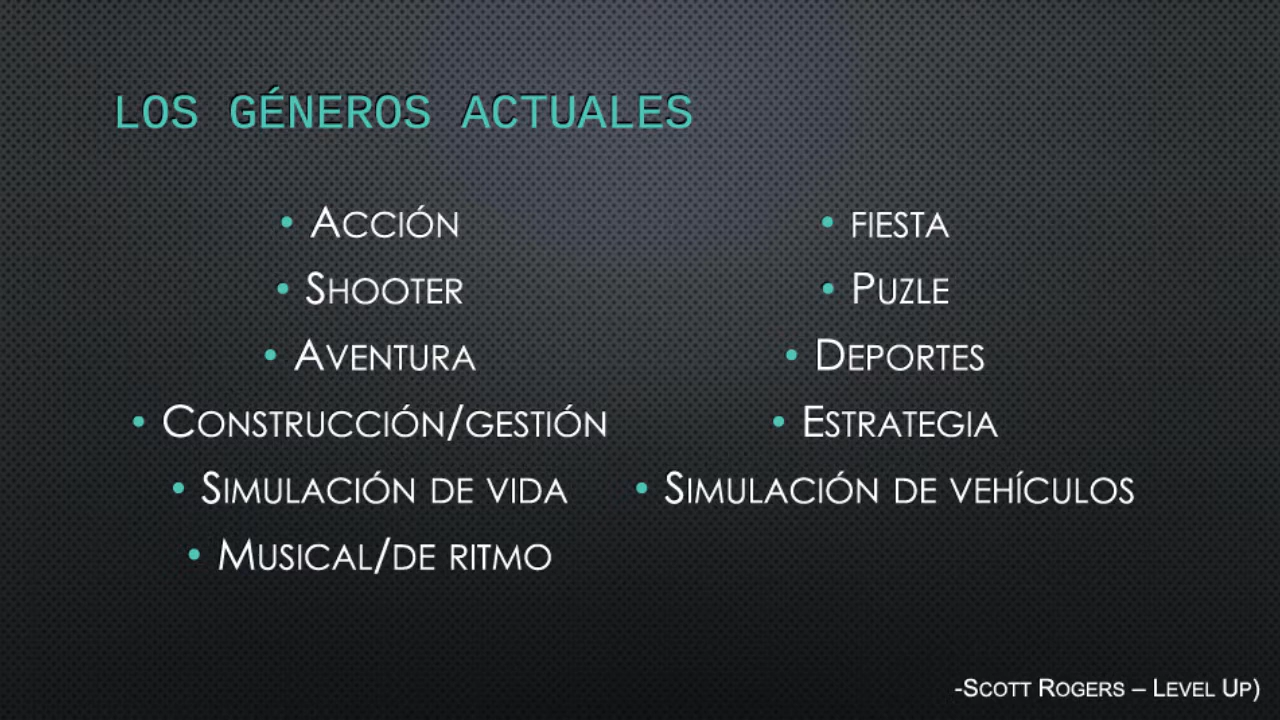 LOS GÉNEROS ACTUALES
• Acción
• Shooter
• Aventura
• Construcción/gestión
• Simulación de vida
• Musical/de ritmo
• fiesta
• Puzle
• Deportes
• Estrategia
• Simulación de vehículos
-Scott Rogers – Level Up)